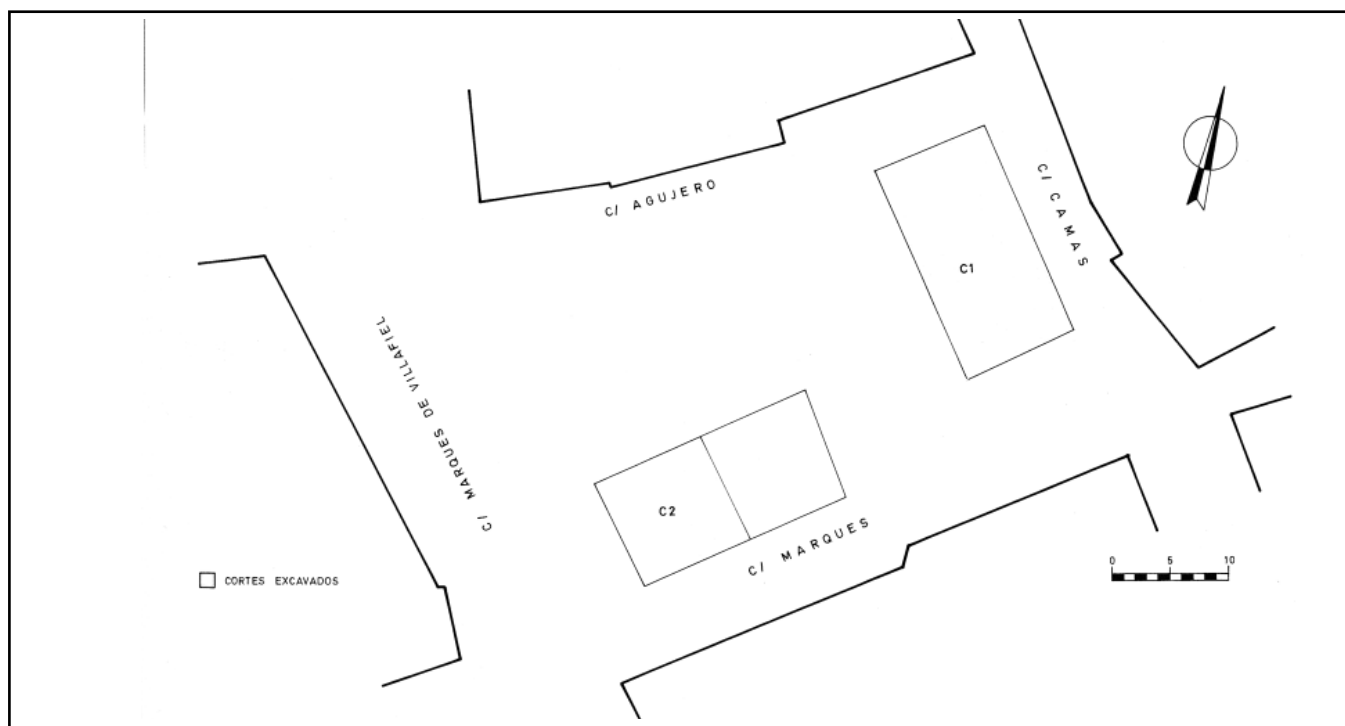 C/ AGUJERO
C/ CAMAS
C1
C/ MARQUES DE VILLAFIEL
C2
C/ MARQUES
CORTES EXCAVADOS
0 5 10